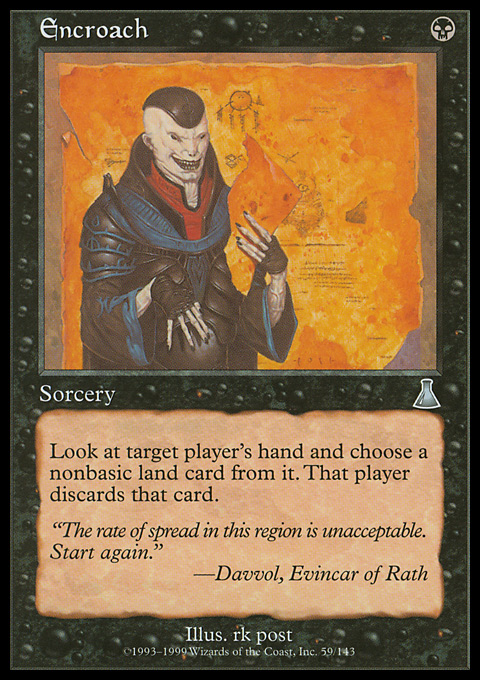 Encroach
Sorcery
Look at target player's hand and choose a
nonbasic land card from it. That player
discards that card.
"The rate of spread in this region is unacceptable.
Start again."
—Davvol, Evincar of Rath
Illus. rk post
©1993–1999 Wizards of the Coast, Inc. 59/143